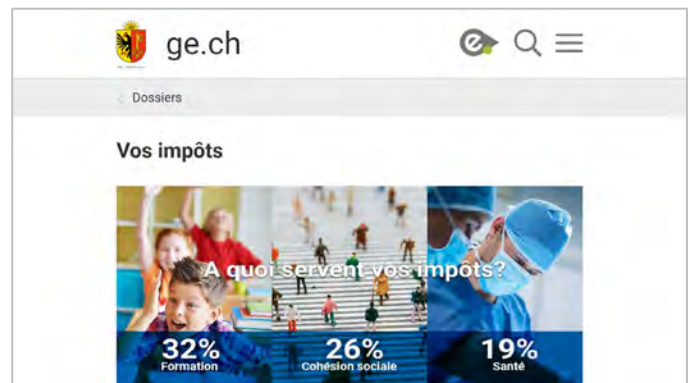 ge.ch
Dossiers
Vos impôts
A quoi servent vos impôts?
32%
Formation
26%
Cohésion sociale
19%
Santé